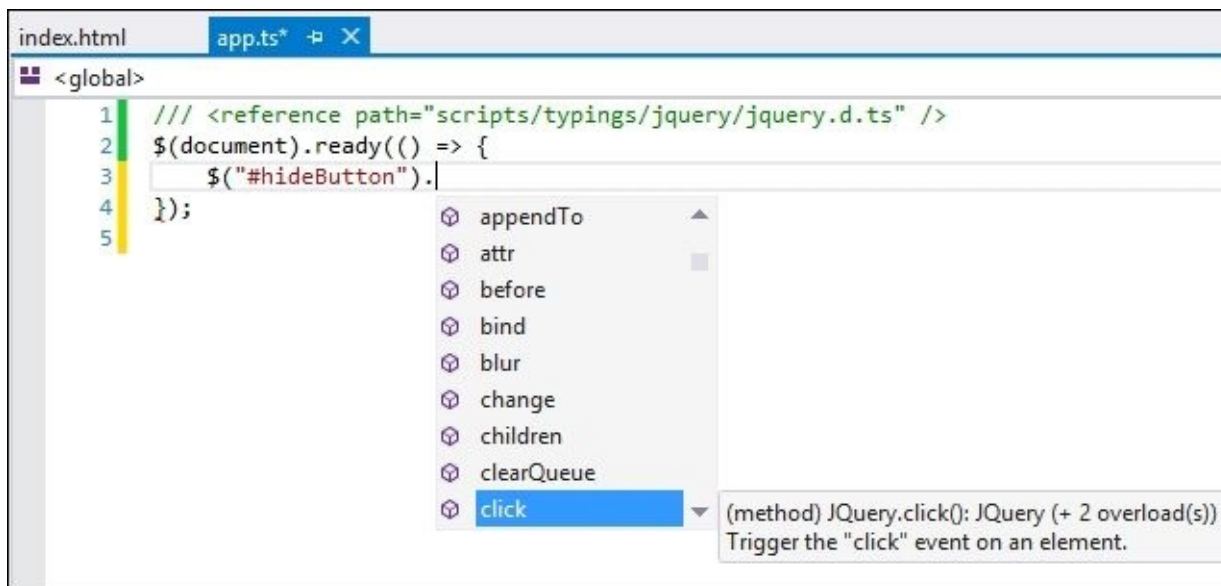 index.html app.ts*
<global>
1 /// <reference path="scripts/typings/jquery/jquery.d.ts" />
2 $(document).ready(() => {
3 $("#hideButton").
4 });
5
appendTo
attr
before
bind
blur
change
children
clearQueue
click
(method) JQuery.click(): JQuery (+ 2 overload(s))
Trigger the "click" event on an element.